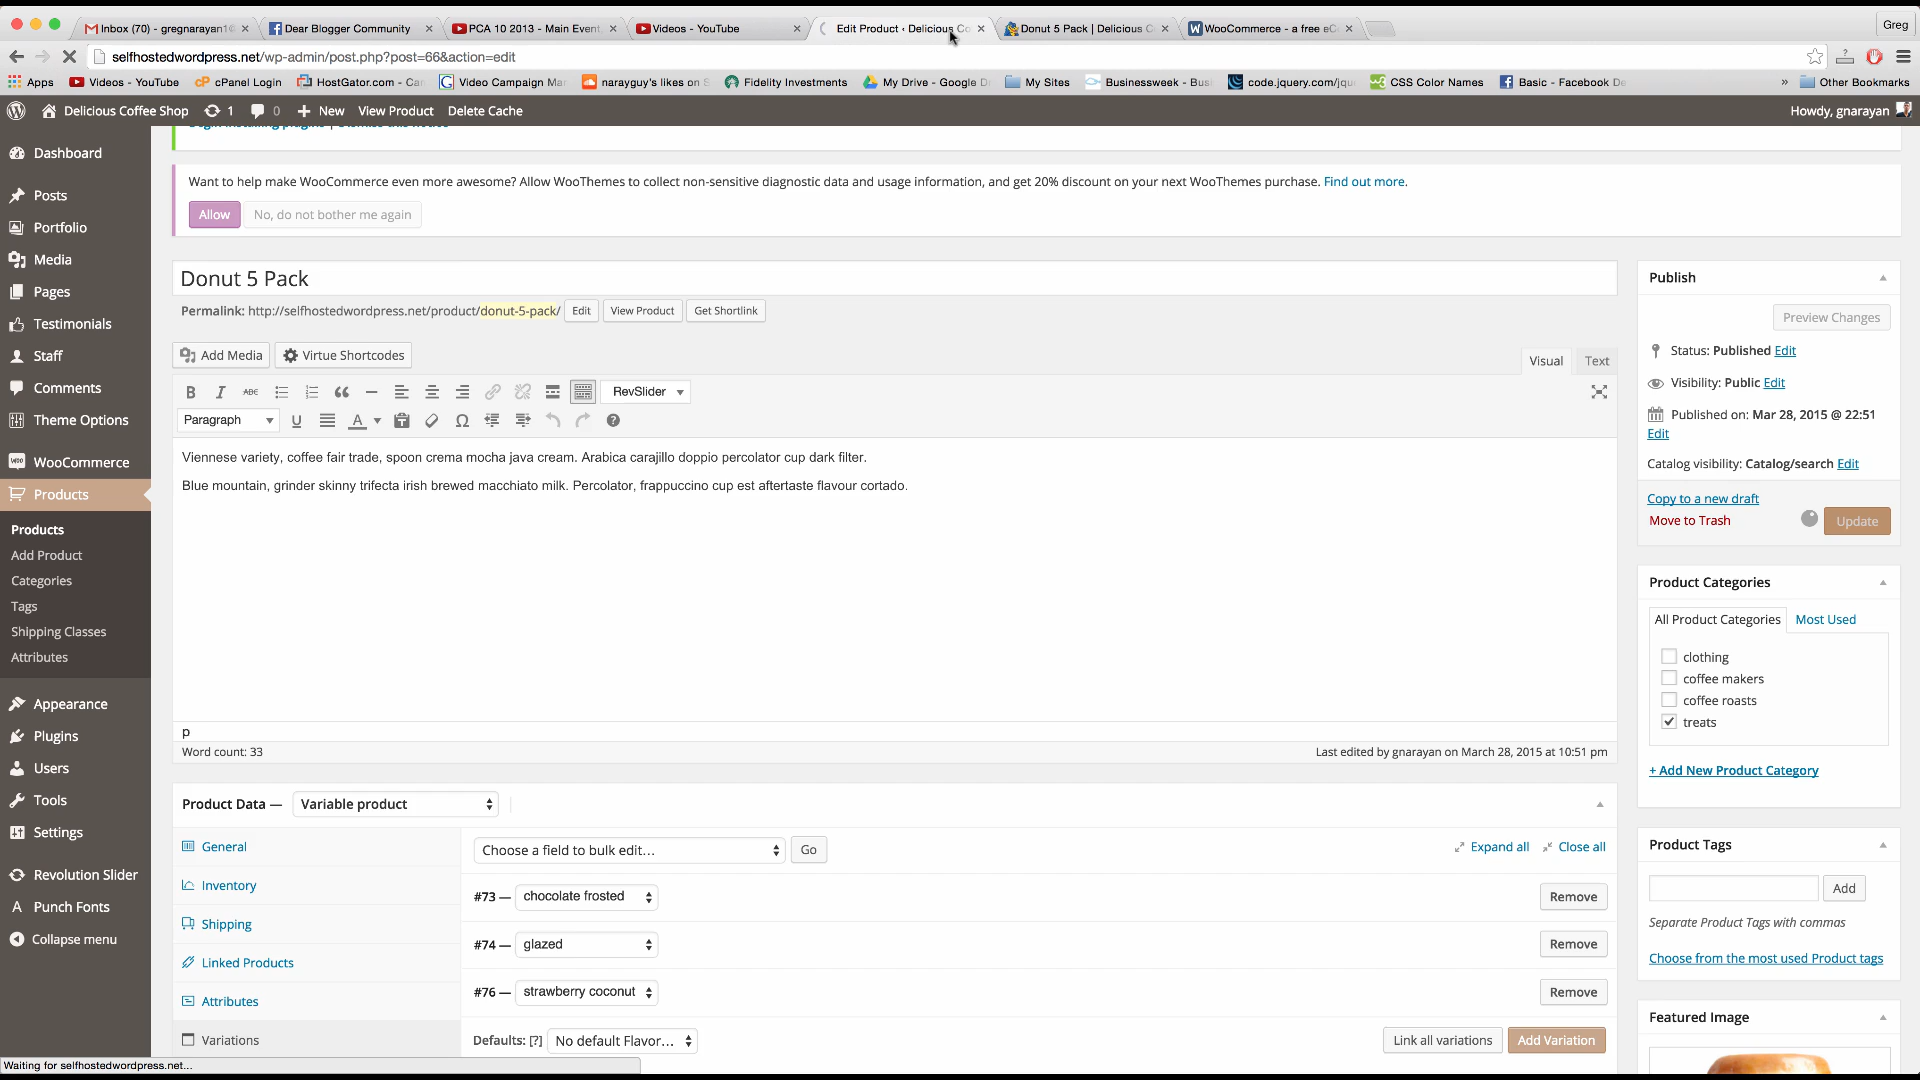 Inbox (70) - gregnarayan1@
Dear Blogger Community
PCA 10 2013 - Main Event
Videos - YouTube
Edit Product ‹ Delicious Co
Donut 5 Pack | Delicious C
WooCommerce - a free eC
Greg
selfhostedwordpress.net/wp-admin/post.php?post=66&action=edit
Apps
Videos - YouTube
cPanel Login
HostGator.com - Ca
Video Campaign Mar
narayguy's likes on S
Fidelity Investments
My Drive - Google Dr
My Sites
Businessweek - Bus
code.jquery.com/jqu
CSS Color Names
Basic - Facebook De
»
Other Bookmarks
Delicious Coffee Shop
1
0
+ New
View Product
Delete Cache
Howdy, gnarayan
Dashboard
Posts
Portfolio
Media
Pages
Testimonials
Staff
Comments
Theme Options
WooCommerce
Products
Products
Add Product
Categories
Tags
Shipping Classes
Attributes
Appearance
Plugins
Users
Tools
Settings
Revolution Slider
Punch Fonts
Collapse menu
Begin installing plugins | Dismiss this notice
Want to help make WooCommerce even more awesome? Allow WooThemes to collect non-sensitive diagnostic data and usage information, and get 20% discount on your next WooThemes purchase. Find out more.
Allow
No, do not bother me again
Donut 5 Pack
Permalink: http://selfhostedwordpress.net/product/donut-5-pack/
Edit
View Product
Get Shortlink
Add Media
Virtue Shortcodes
Visual
Text
B I ABC
RevSlider
Paragraph
U
A
Ω
Viennese variety, coffee fair trade, spoon crema mocha java cream. Arabica carajillo doppio percolator cup dark filter.
Blue mountain, grinder skinny trifecta irish brewed macchiato milk. Percolator, frappuccino cup est aftertaste flavour cortado.
p
Word count: 33
Last edited by gnarayan on March 28, 2015 at 10:51 pm
Product Data —
Variable product
General
Inventory
Shipping
Linked Products
Attributes
Variations
Choose a field to bulk edit…
Go
Expand all
Close all
#73 — chocolate frosted
Remove
#74 — glazed
Remove
#76 — strawberry coconut
Remove
Defaults: [?]
No default Flavor…
Link all variations
Add Variation
Publish
Preview Changes
Status: Published Edit
Visibility: Public Edit
Published on: Mar 28, 2015 @ 22:51
Edit
Catalog visibility: Catalog/search Edit
Copy to a new draft
Move to Trash
Update
Product Categories
All Product Categories
Most Used
clothing
coffee makers
coffee roasts
treats
+ Add New Product Category
Product Tags
Add
Separate Product Tags with commas
Choose from the most used Product tags
Featured Image
Waiting for selfhostedwordpress.net...